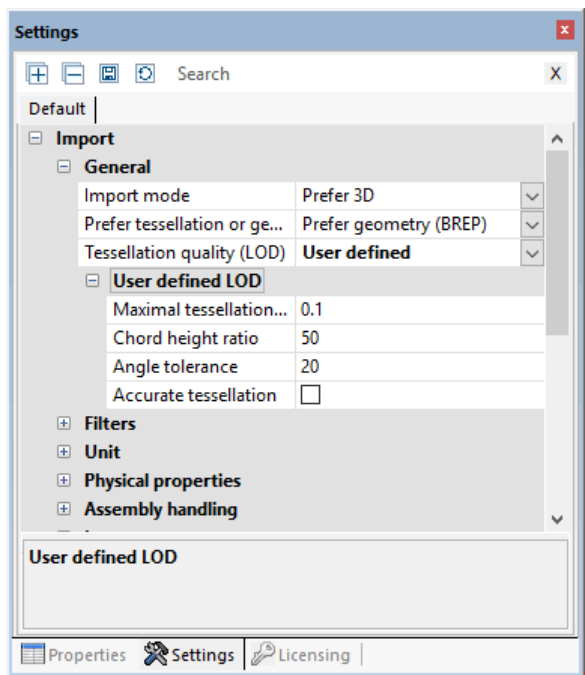 Settings
x
Search X
Default
Import
General
Import mode Prefer 3D
Prefer tessellation or ge... Prefer geometry (BREP)
Tessellation quality (LOD) User defined
User defined LOD
Maximal tessellation... 0.1
Chord height ratio 50
Angle tolerance 20
Accurate tessellation
Filters
Unit
Physical properties
Assembly handling
User defined LOD
Properties Settings Licensing